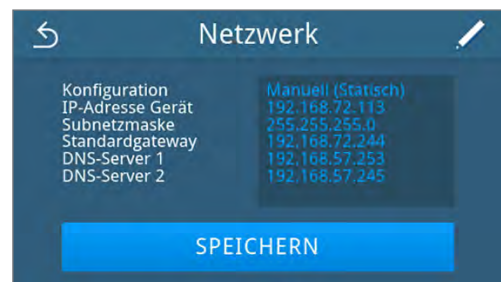 Netzwerk
Konfiguration Manuell (Statisch)
IP-Adresse Gerät 192.168.72.113
Subnetzmaske 255.255.255.0
Standardgateway 192.168.72.244
DNS-Server 1 192.168.57.253
DNS-Server 2 192.168.57.245
SPEICHERN